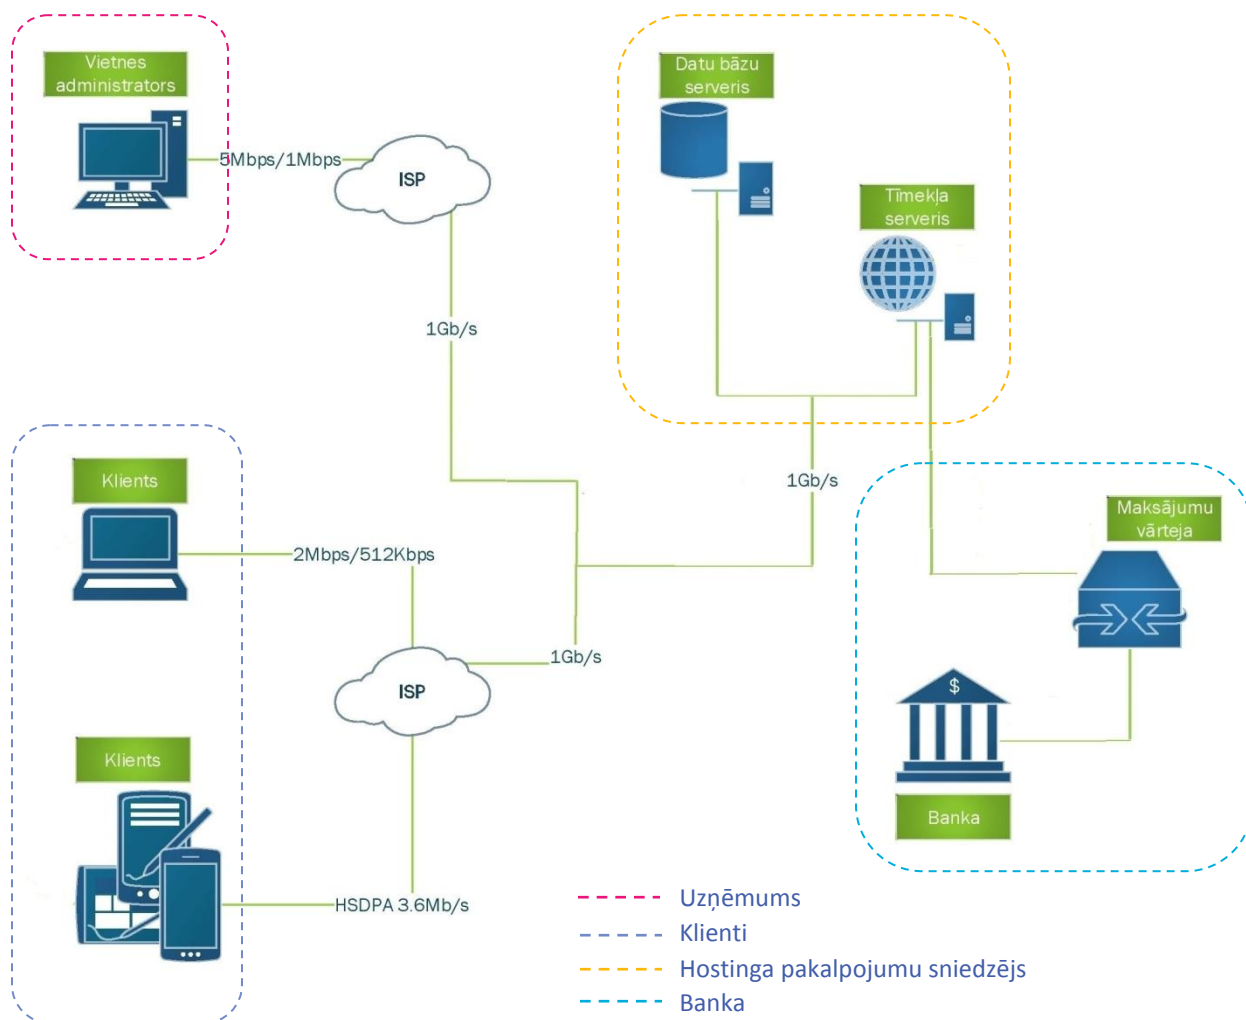 Vietnes
administrators
5Mbps/1Mbps
ISP
1Gb/s
Datu bāzu
serveris
Tīmekļa
serveris
1Gb/s
Klients
2Mbps/512Kbps
ISP
1Gb/s
Klients
HSDPA 3.6Mb/s
Maksājumu
vārteja
$
Banka
Uzņēmums
Klienti
Hostinga pakalpojumu sniedzējs
Banka